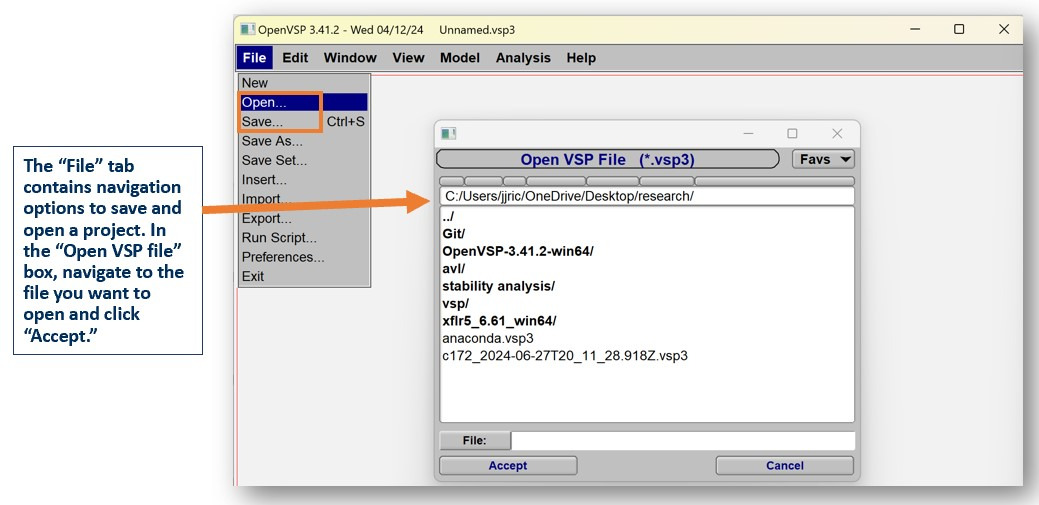 OpenVSP 3.41.2 - Wed 04/12/24 Unnamed.vsp3
File Edit Window View Model Analysis Help
New
Open...
Save... Ctrl+S
Save As...
Save Set...
Insert...
Import...
Export...
Run Script...
Preferences...
Exit
The “File” tab
contains navigation
options to save and
open a project. In
the “Open VSP file”
box, navigate to the
file you want to
open and click
“Accept.”
Open VSP File (*.vsp3)
Favs
C:/Users/jjric/OneDrive/Desktop/research/
../
Git/
OpenVSP-3.41.2-win64/
avl/
stability analysis/
vsp/
xflr5_6.61_win64/
anaconda.vsp3
c172_2024-06-27T20_11_28.918Z.vsp3
File:
Accept Cancel